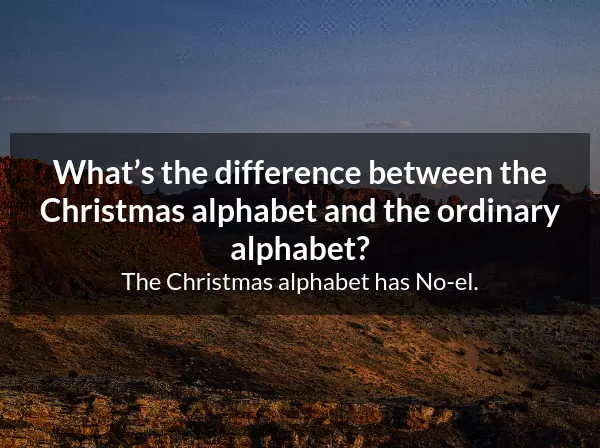 What’s the difference between the
Christmas alphabet and the ordinary
alphabet?
The Christmas alphabet has No-el.